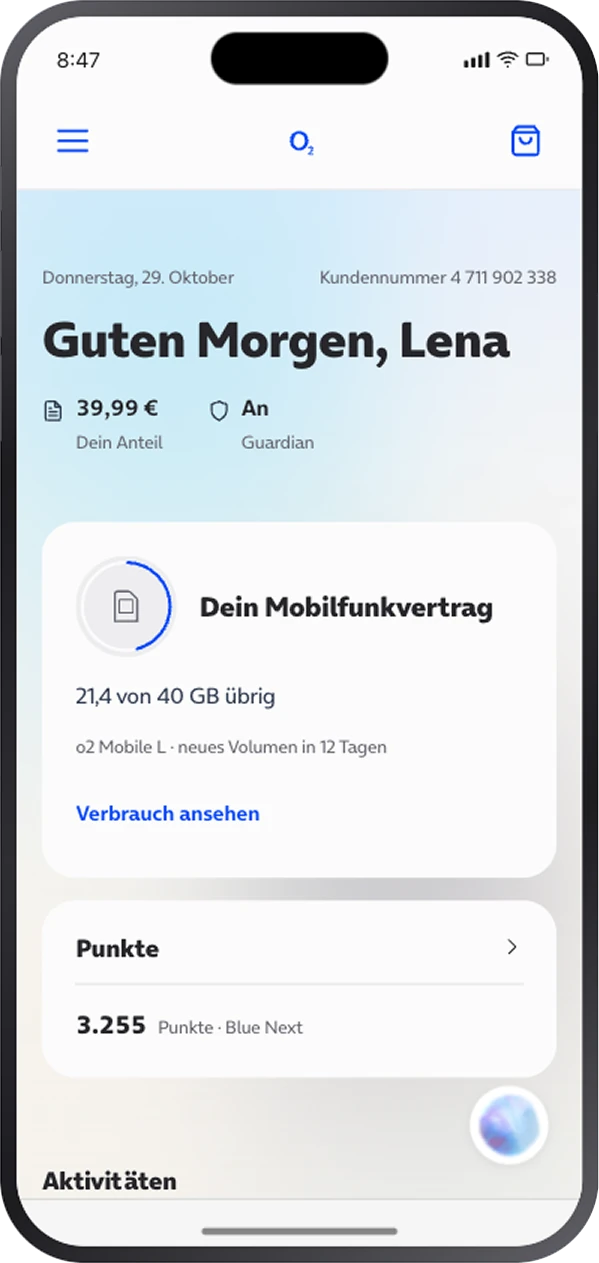 8:47
O2
Donnerstag, 29. Oktober
Kundennummer 4 711 902 338
Guten Morgen, Lena
39,99 €
An
Dein Anteil
Guardian
Dein Mobilfunkvertrag
21,4 von 40 GB übrig
o2 Mobile L · neues Volumen in 12 Tagen
Verbrauch ansehen
Punkte
3.255 Punkte · Blue Next
Aktivitäten